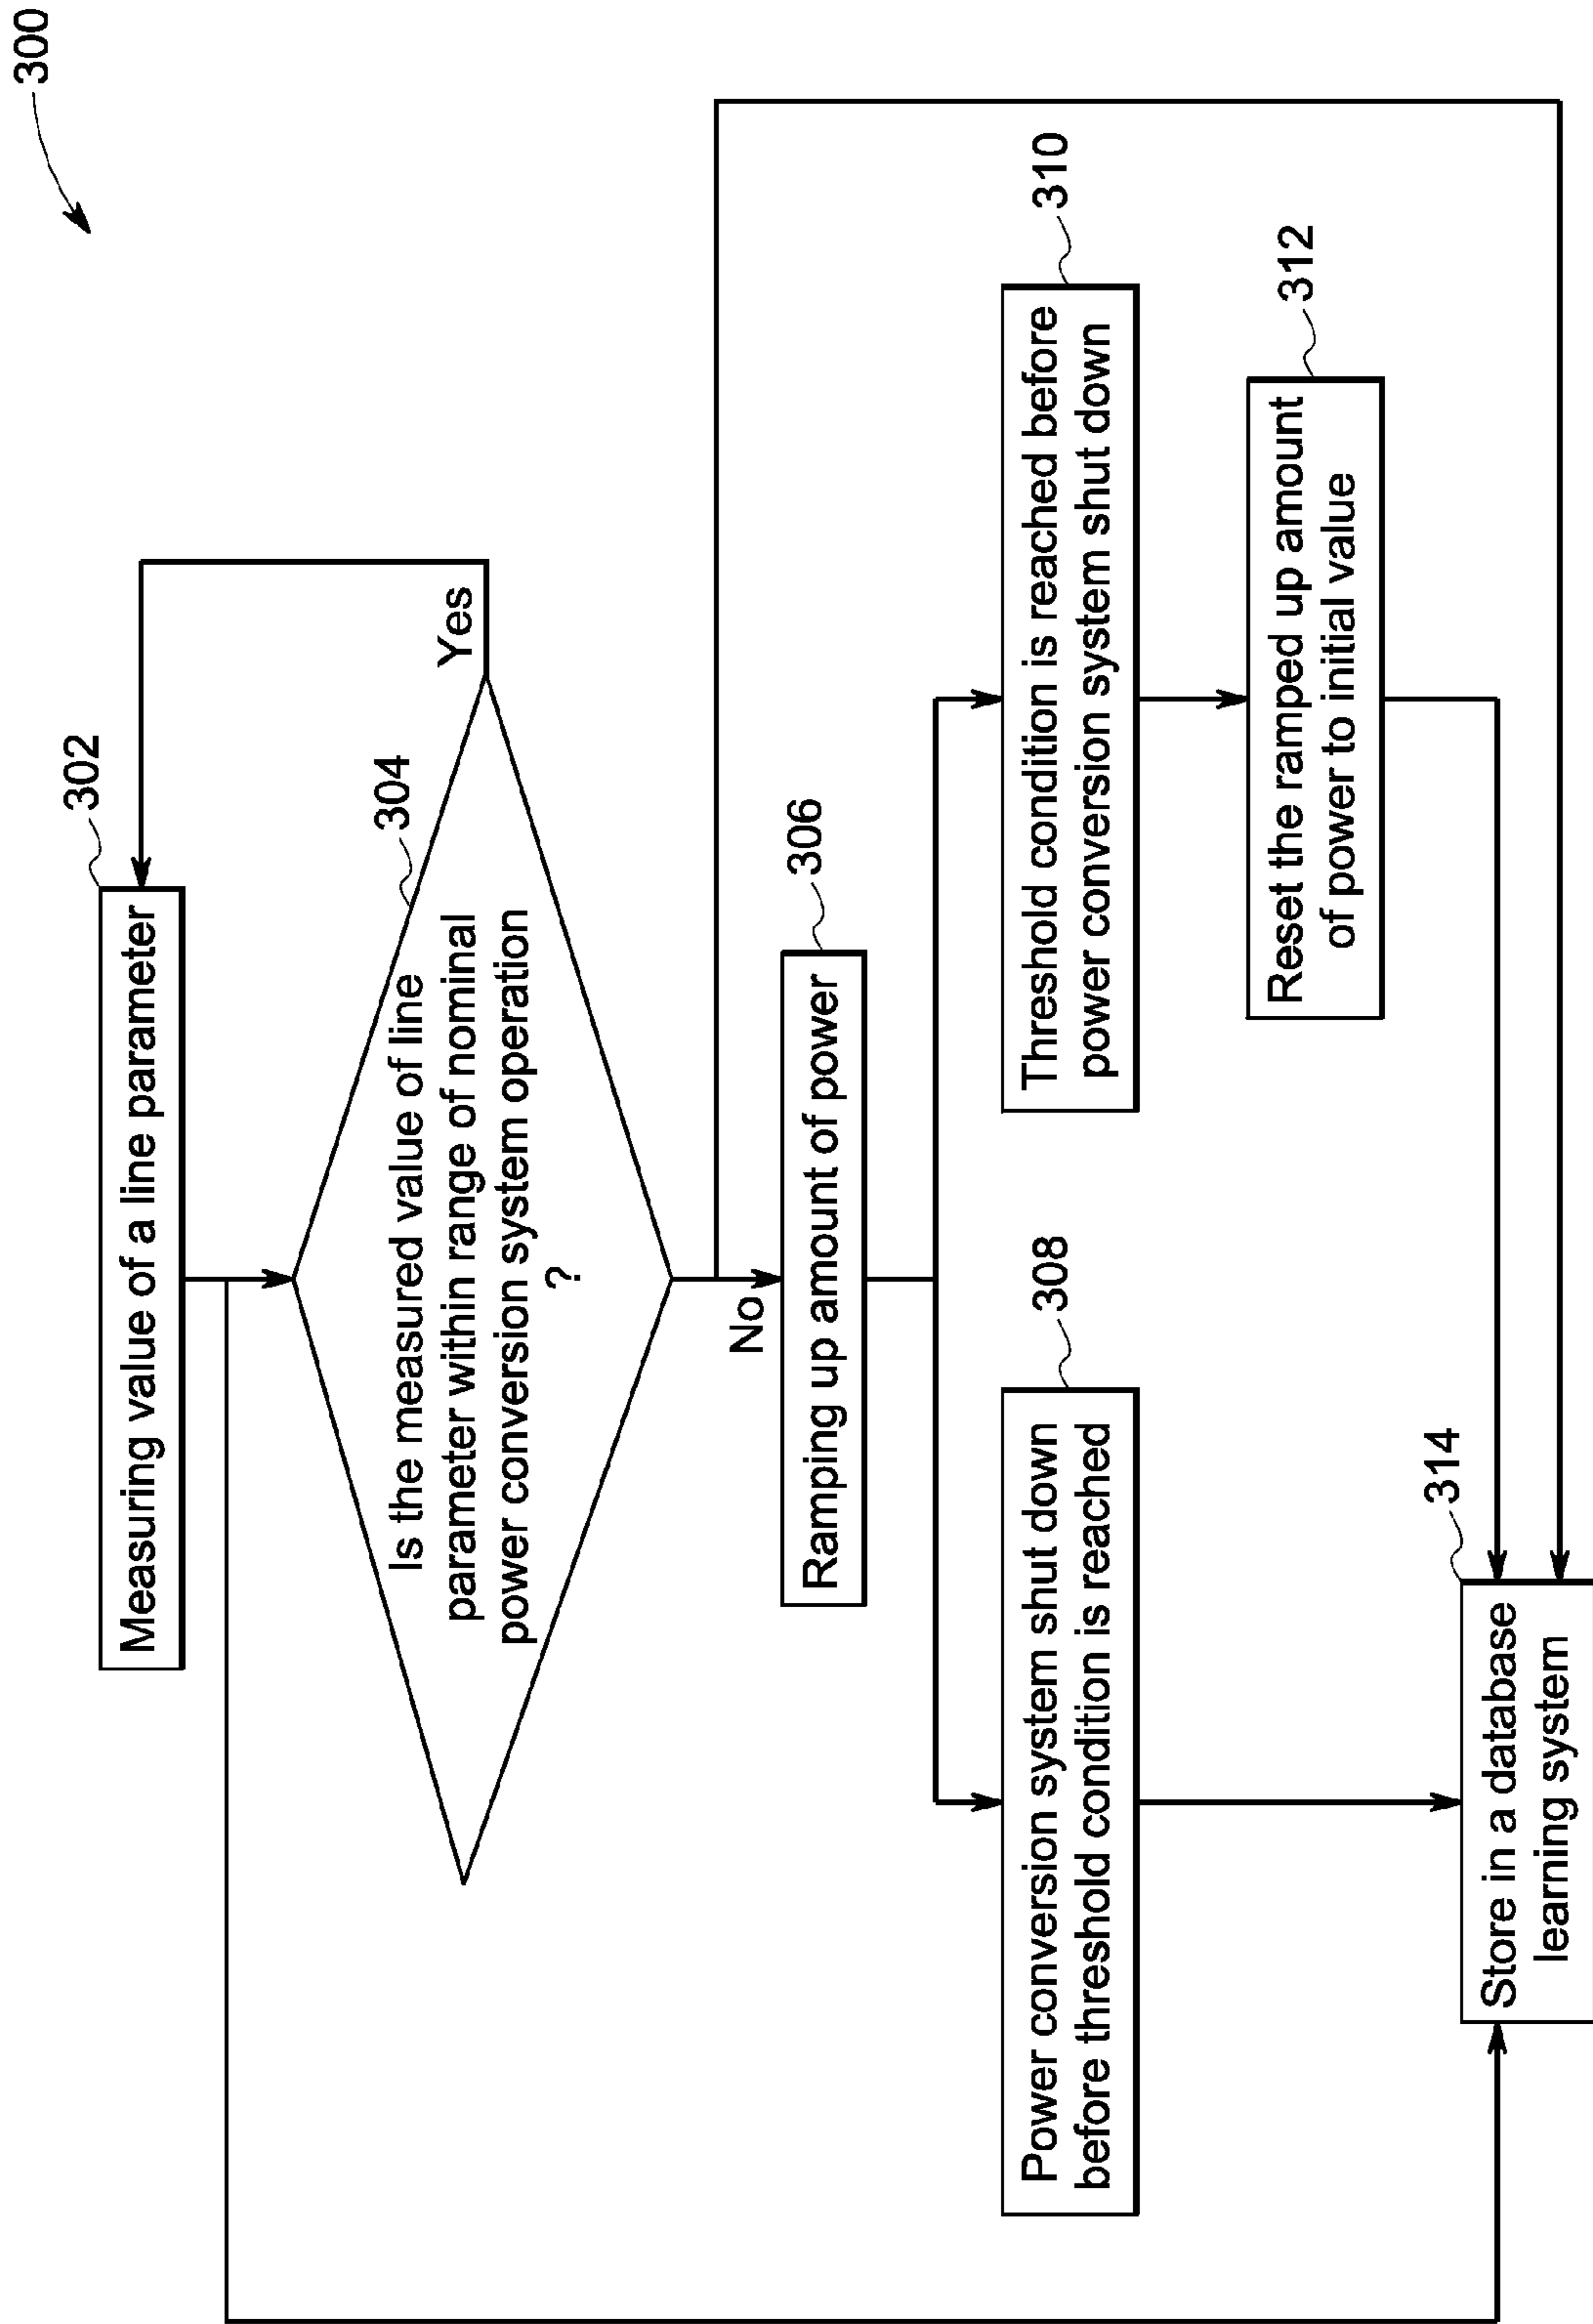 300
302
Measuring value of a line parameter
304
Is the measured value of line
parameter within range of nominal
power conversion system operation
?
Yes
No
306
Ramping up amount of power
308
Power conversion system shut down
before threshold condition is reached
310
Threshold condition is reached before
power conversion system shut down
312
Reset the ramped up amount
of power to initial value
314
Store in a database
learning system